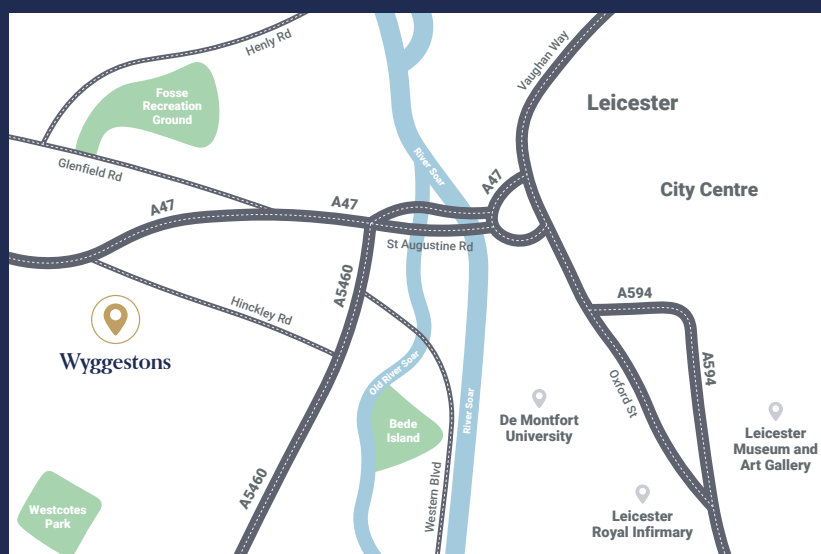 Henly Rd
Vaughan Way
Fosse
Recreation
Ground
Leicester
River Soar
Glenfield Rd
A47
City Centre
A47
A47
St Augustine Rd
A5460
A594
Hinckley Rd
Wyggestons
Old River Soar
A594
Oxford St
River Soar
Bede
Island
De Montfort
University
Leicester
Museum and
Art Gallery
A5460
Western Blvd
Westcotes
Park
Leicester
Royal Infirmary